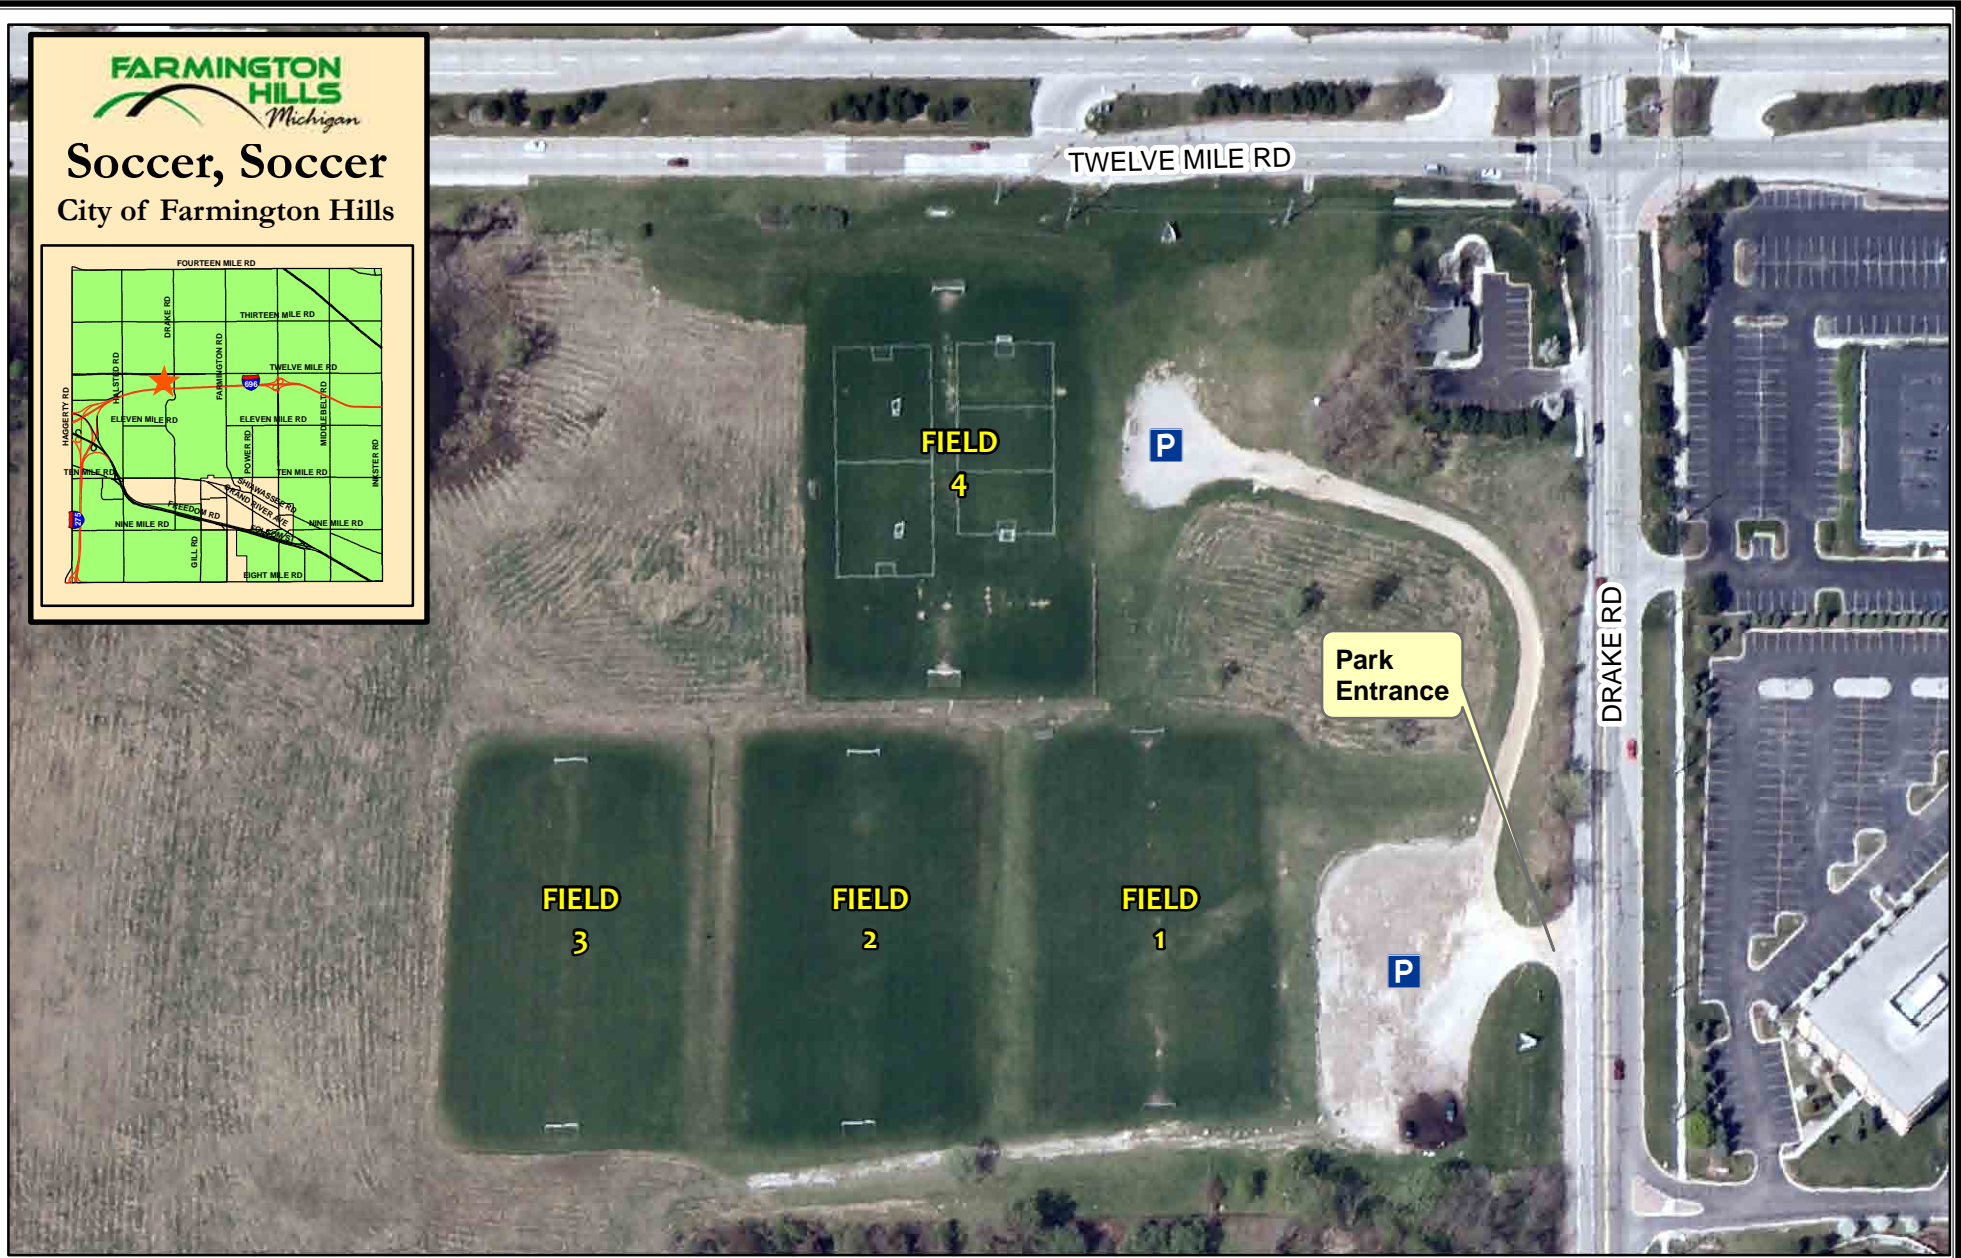 FARMINGTON
HILLS
Michigan
Soccer, Soccer
City of Farmington Hills
FOURTEEN MILE RD
DRAKE RD
THIRTEEN MILE RD
FARMINGTON RD
HALSTED RD
TWELVE MILE RD
696
HAGGERTY RD
MIDDLEBELT RD
ELEVEN MILE RD
ELEVEN MILE RD
POWER RD
INKSTER RD
TEN MILE RD
TEN MILE RD
SHIAWASSEE RD
GRAND RIVER AVE
FREEDOM RD
275
NINE MILE RD
NINE MILE RD
FOLSOM ST
GILL RD
EIGHT MILE RD
TWELVE MILE RD
FIELD
4
P
DRAKE RD
Park
Entrance
FIELD
3
FIELD
2
FIELD
1
P